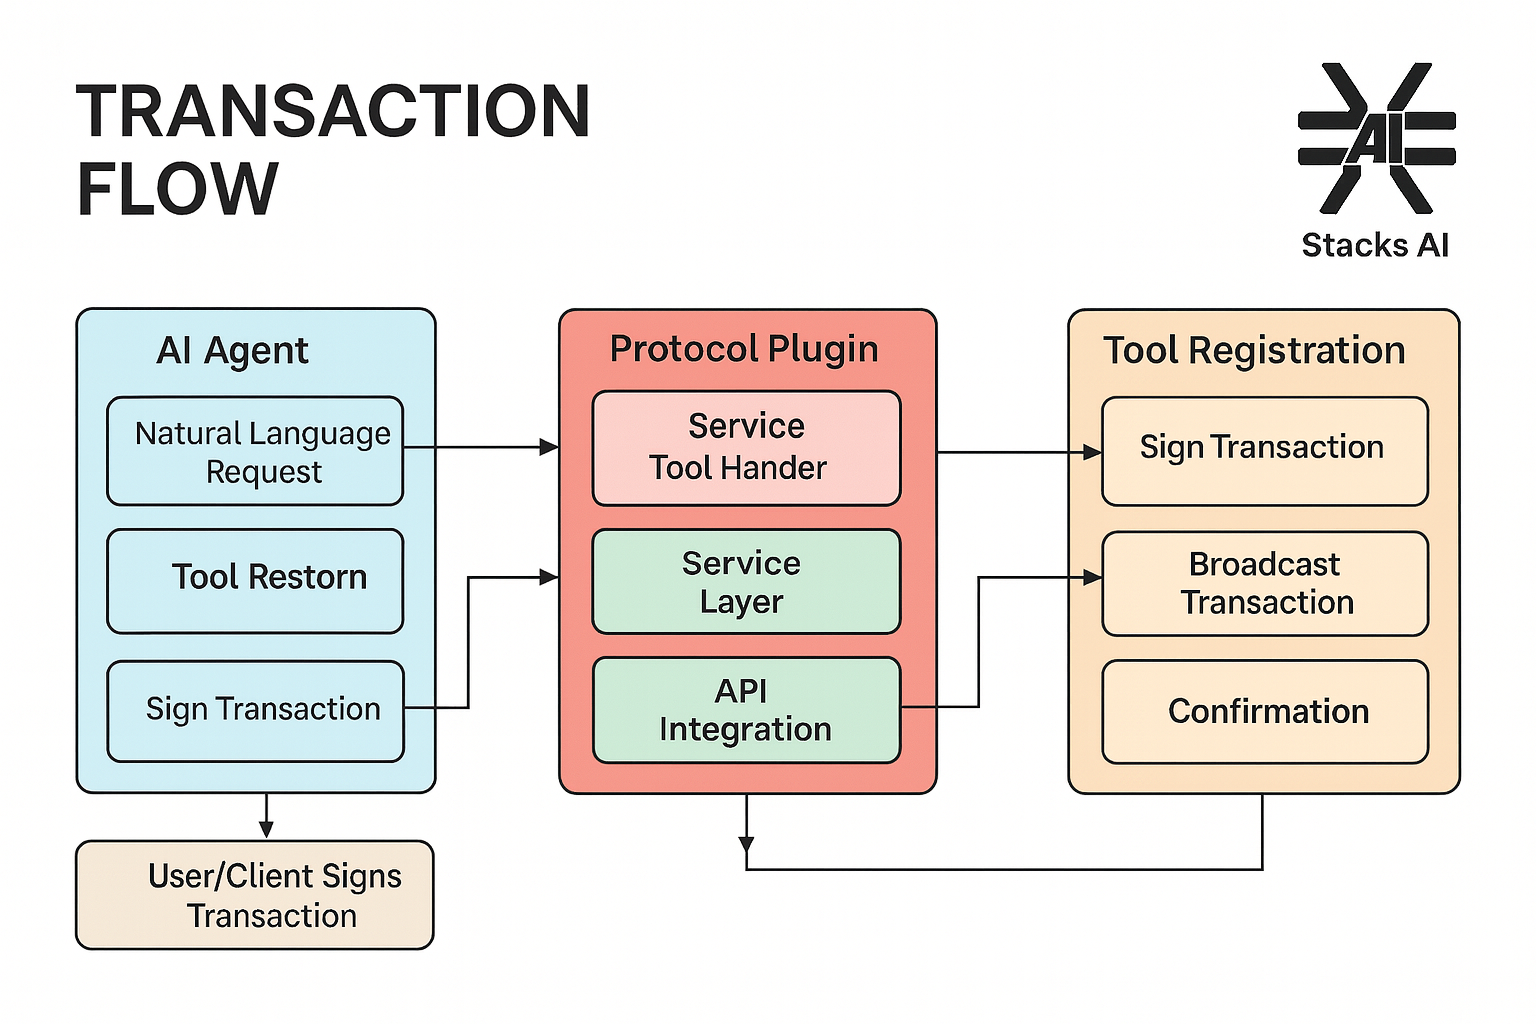 TRANSACTION
FLOW
AI
Stacks AI
AI Agent
Natural Language
Request
Tool Restorn
Sign Transaction
User/Client Signs
Transaction
Protocol Plugin
Service
Tool Hander
Service
Layer
API
Integration
Tool Registration
Sign Transaction
Broadcast
Transaction
Confirmation